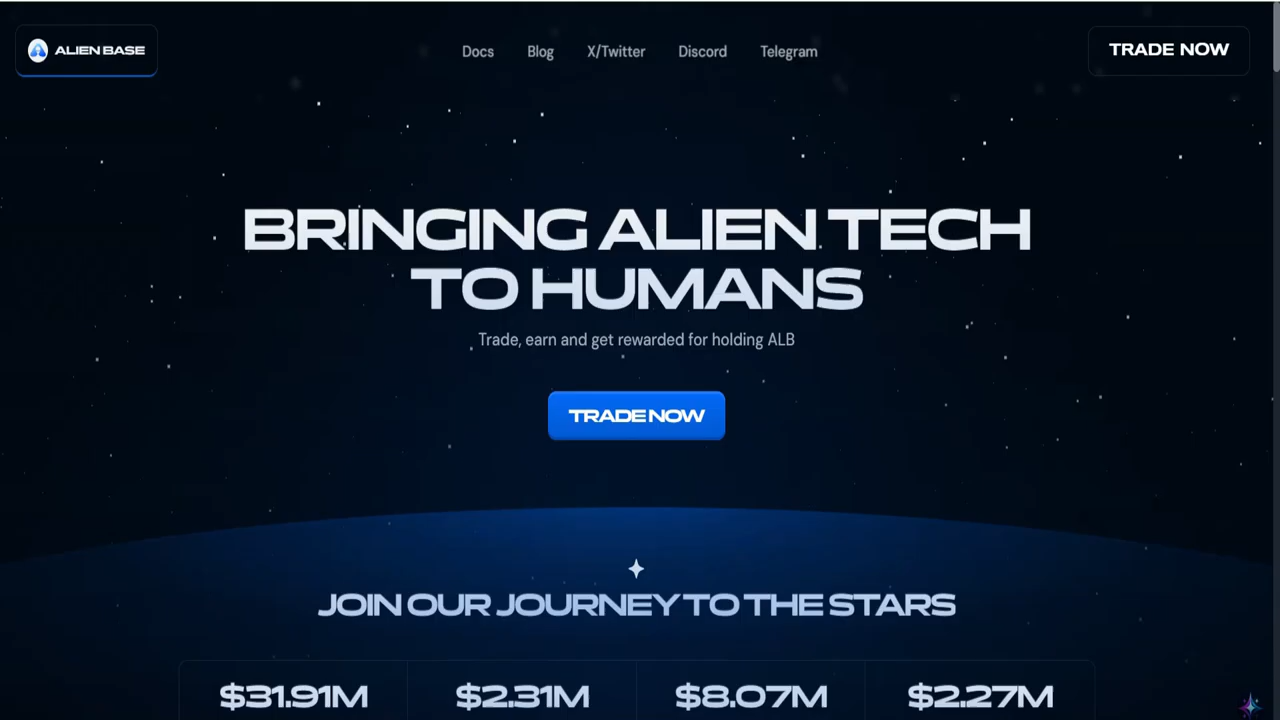 ALIEN BASE
Docs Blog X/Twitter Discord Telegram
TRADE NOW
BRINGING ALIEN TECH
TO HUMANS
Trade, earn and get rewarded for holding ALB
TRADE NOW
JOIN OUR JOURNEY TO THE STARS
$31.91M $2.31M $8.07M $2.27M